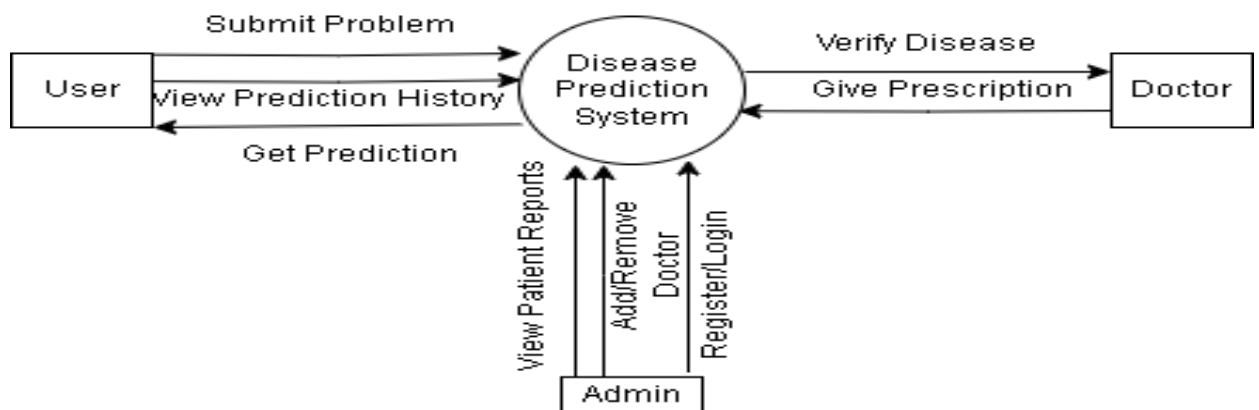 Submit Problem
User
View Prediction History
Get Prediction
Disease
Prediction
System
Verify Disease
Give Prescription
Doctor
View Patient Reports
Add/Remove
Doctor
Register/Login
Admin